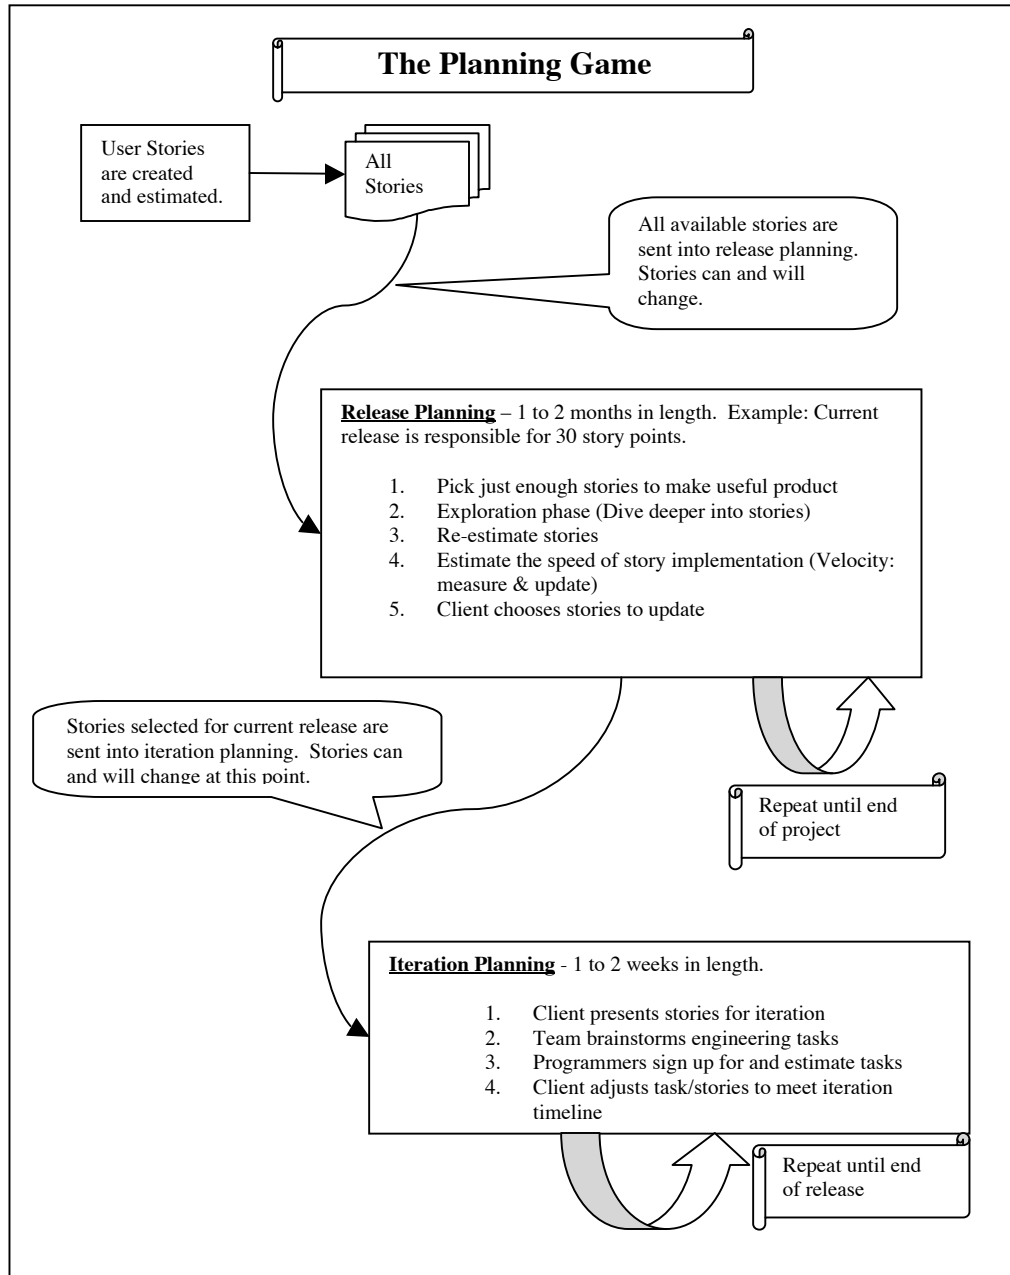 The Planning Game
User Stories
are created
and estimated.
All
Stories
All available stories are
sent into release planning.
Stories can and will
change.
Release Planning – 1 to 2 months in length.  Example: Current
release is responsible for 30 story points.
1. Pick just enough stories to make useful product
2. Exploration phase (Dive deeper into stories)
3. Re-estimate stories
4. Estimate the speed of story implementation (Velocity:
measure & update)
5. Client chooses stories to update
Stories selected for current release are
sent into iteration planning.  Stories can
and will change at this point.
Repeat until end
of project
Iteration Planning - 1 to 2 weeks in length.
1. Client presents stories for iteration
2. Team brainstorms engineering tasks
3. Programmers sign up for and estimate tasks
4. Client adjusts task/stories to meet iteration
timeline
Repeat until end
of release